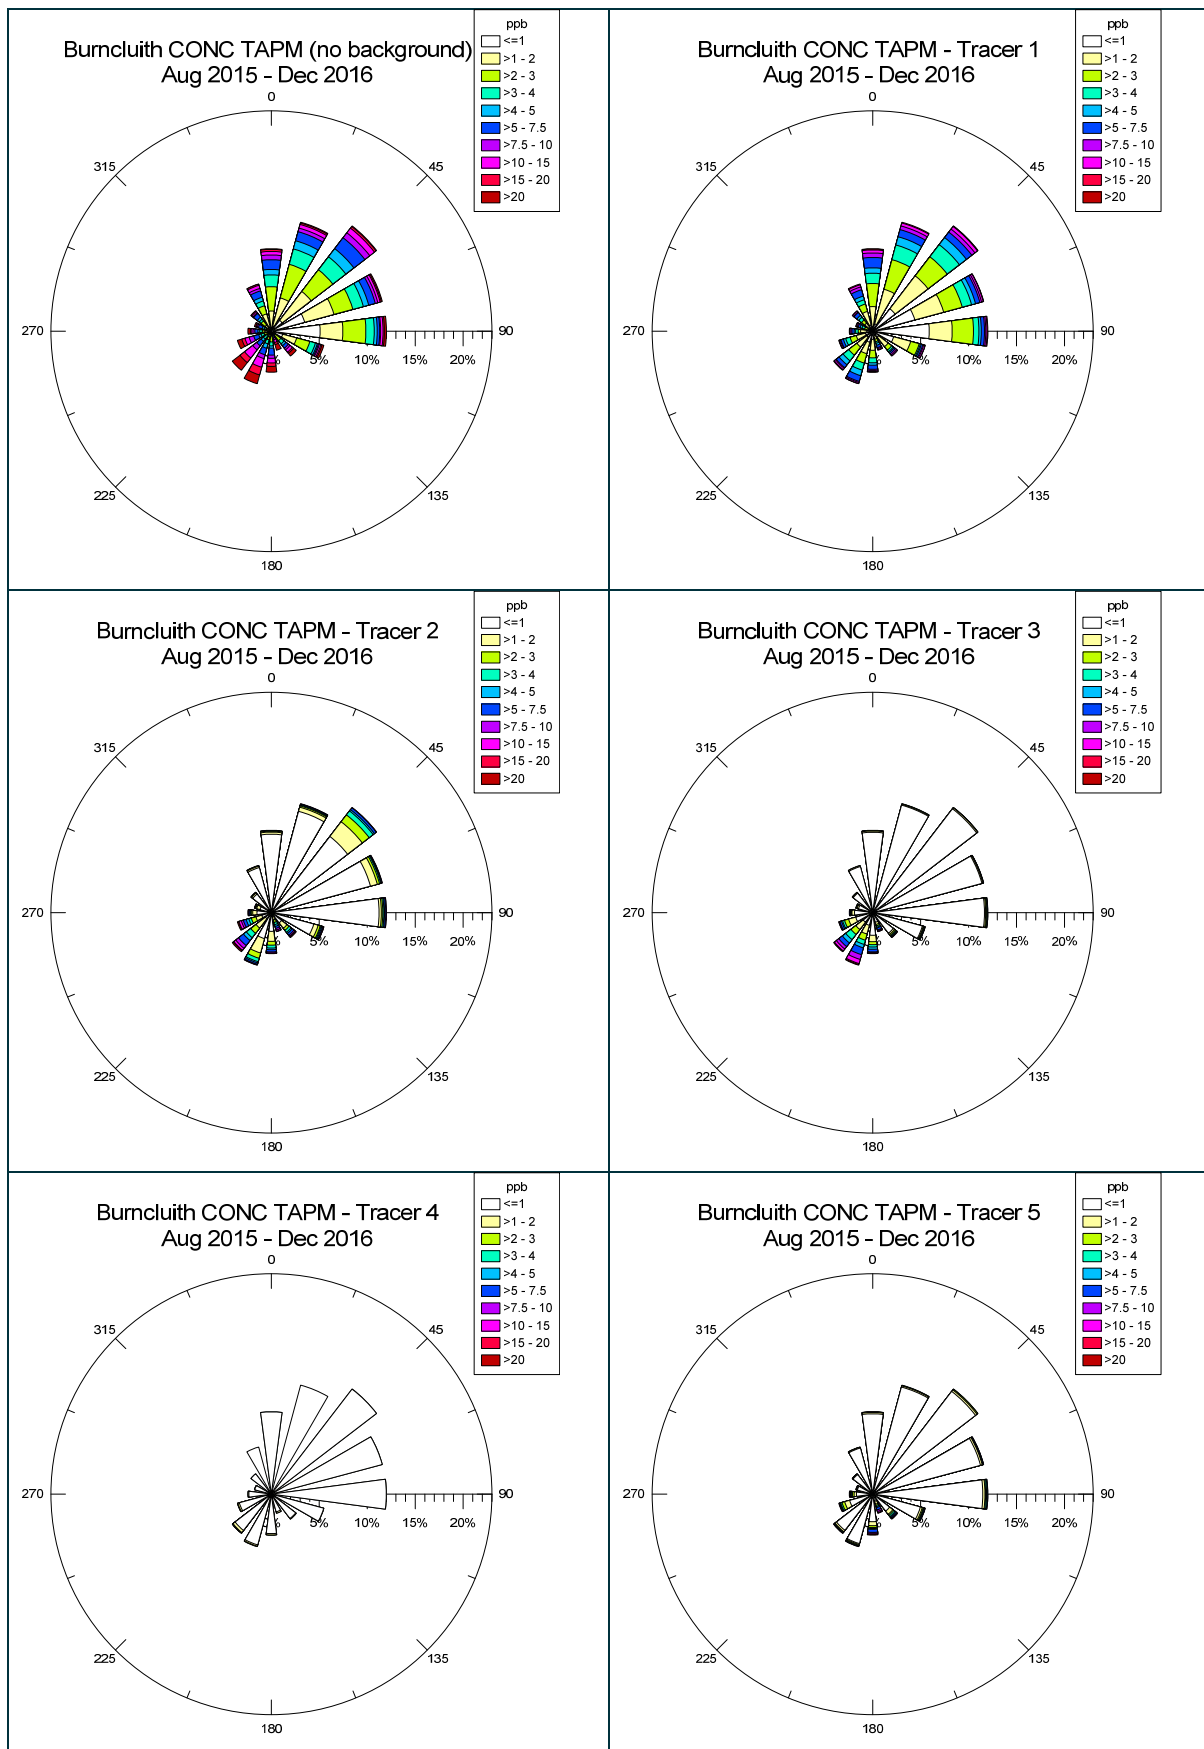 Burncluith CONC TAPM (no background)
Aug 2015 - Dec 2016
ppb
<=1
>1 - 2
>2 - 3
>3 - 4
>4 - 5
>5 - 7.5
>7.5 - 10
>10 - 15
>15 - 20
>20
0
315
45
270
90
5%
10%
15%
20%
225
135
180
Burncluith CONC TAPM - Tracer 1
Aug 2015 - Dec 2016
ppb
<=1
>1 - 2
>2 - 3
>3 - 4
>4 - 5
>5 - 7.5
>7.5 - 10
>10 - 15
>15 - 20
>20
0
315
45
270
90
5%
10%
15%
20%
225
135
180
Burncluith CONC TAPM - Tracer 2
Aug 2015 - Dec 2016
ppb
<=1
>1 - 2
>2 - 3
>3 - 4
>4 - 5
>5 - 7.5
>7.5 - 10
>10 - 15
>15 - 20
>20
0
315
45
270
90
5%
10%
15%
20%
225
135
180
Burncluith CONC TAPM - Tracer 3
Aug 2015 - Dec 2016
ppb
<=1
>1 - 2
>2 - 3
>3 - 4
>4 - 5
>5 - 7.5
>7.5 - 10
>10 - 15
>15 - 20
>20
0
315
45
270
90
5%
10%
15%
20%
225
135
180
Burncluith CONC TAPM - Tracer 4
Aug 2015 - Dec 2016
ppb
<=1
>1 - 2
>2 - 3
>3 - 4
>4 - 5
>5 - 7.5
>7.5 - 10
>10 - 15
>15 - 20
>20
0
315
45
270
90
5%
10%
15%
20%
225
135
180
Burncluith CONC TAPM - Tracer 5
Aug 2015 - Dec 2016
ppb
<=1
>1 - 2
>2 - 3
>3 - 4
>4 - 5
>5 - 7.5
>7.5 - 10
>10 - 15
>15 - 20
>20
0
315
45
270
90
5%
10%
15%
20%
225
135
180